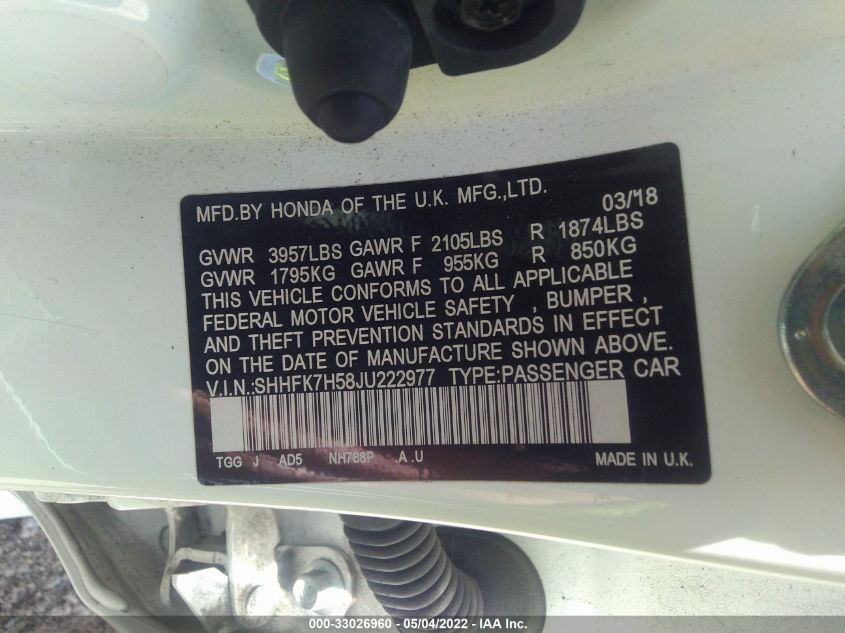 MFD.BY HONDA OF THE U.K. MFG.,LTD. 03/'18
GVWR 3957LBS GAWR F 2105LBS R 1874LBS
GVWR 1795KG GAWR F 955KG R 850KG
THIS VEHICLE CONFORMS TO ALL APPLICABLE
FEDERAL MOTOR VEHICLE SAFETY , BUMPER ,
AND THEFT PREVENTION STANDARDS IN EFFECT
ON THE DATE OF MANUFACTURE SHOWN ABOVE.
V.I.N.:SHHFK7H58JU222977 TYPE:PASSENGER CAR
TGG J AD5 NH788P .A .U MADE IN U.K.
000-33026960 - 05/04/2022 - IAA Inc.